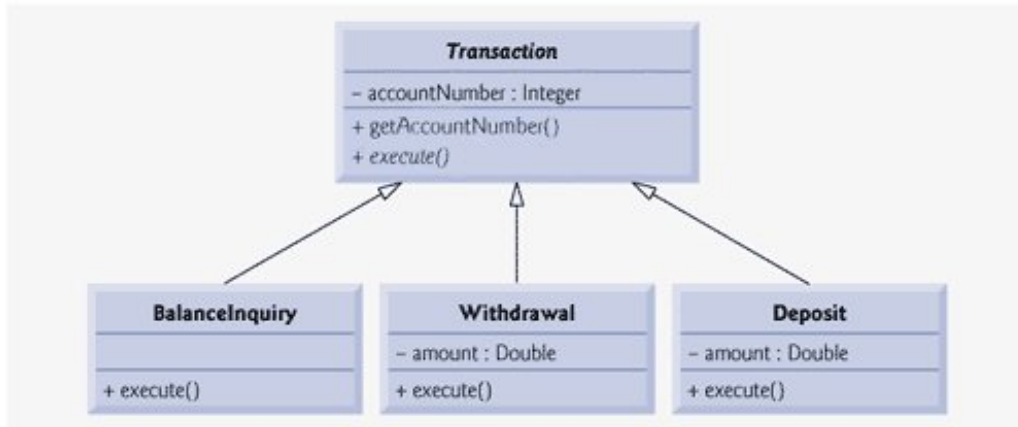 Transaction
– accountNumber : Integer
+ getAccountNumber()
+ execute()
BalanceInquiry
+ execute()
Withdrawal
– amount : Double
+ execute()
Deposit
– amount : Double
+ execute()